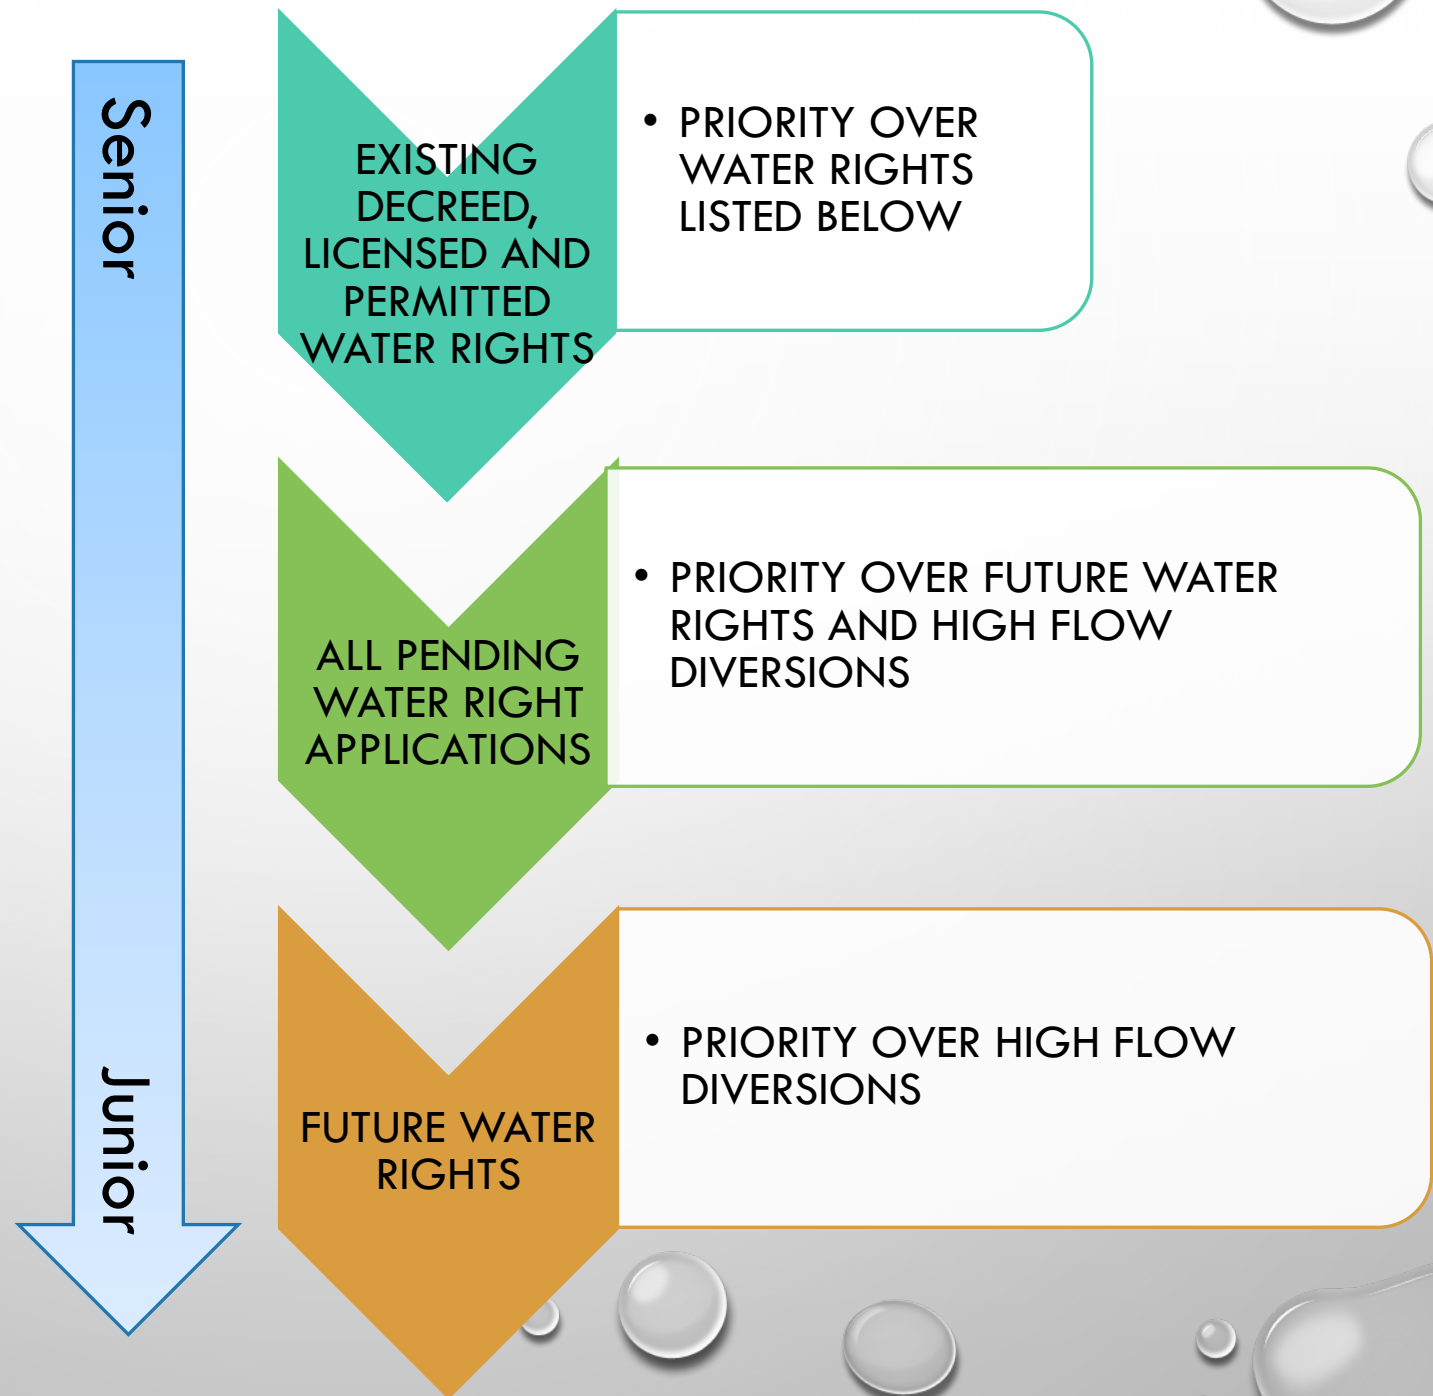 Senior
EXISTING
DECREED,
LICENSED AND
PERMITTED
WATER RIGHTS
• PRIORITY OVER
WATER RIGHTS
LISTED BELOW
ALL PENDING
WATER RIGHT
APPLICATIONS
• PRIORITY OVER FUTURE WATER
RIGHTS AND HIGH FLOW
DIVERSIONS
Junior
FUTURE WATER
RIGHTS
• PRIORITY OVER HIGH FLOW
DIVERSIONS